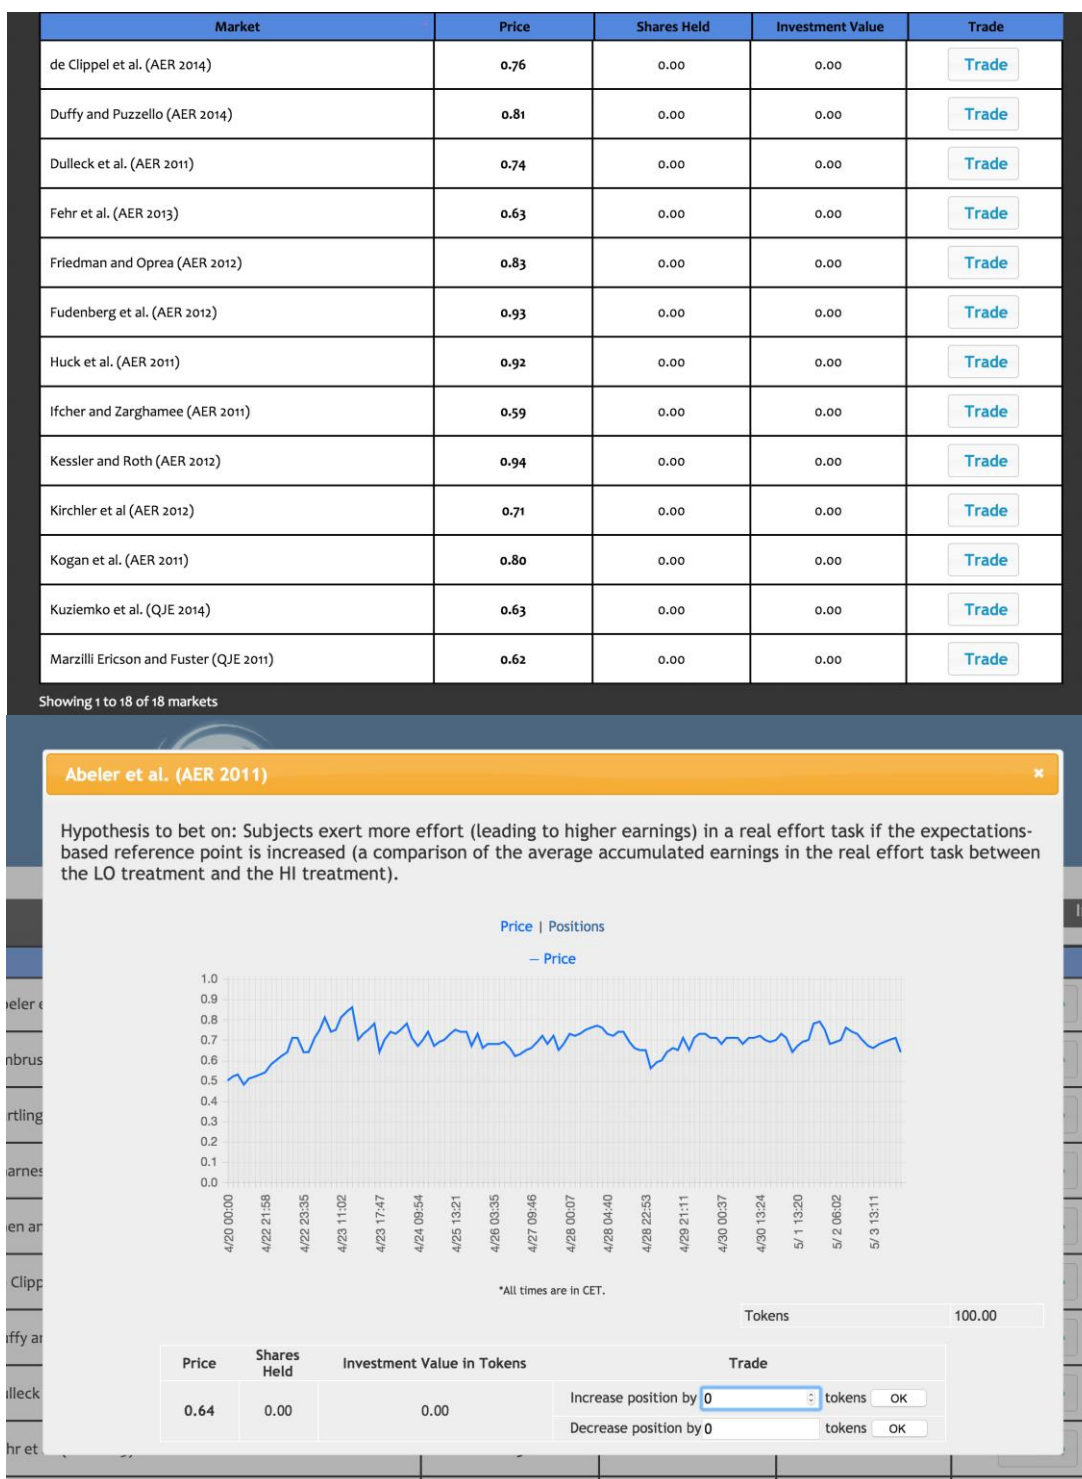 Market Price Shares Held Investment Value Trade
de Clippel et al. (AER 2014) 0.76 0.00 0.00 Trade
Duffy and Puzzello (AER 2014) 0.81 0.00 0.00 Trade
Dulleck et al. (AER 2011) 0.74 0.00 0.00 Trade
Fehr et al. (AER 2013) 0.63 0.00 0.00 Trade
Friedman and Oprea (AER 2012) 0.83 0.00 0.00 Trade
Fudenberg et al. (AER 2012) 0.93 0.00 0.00 Trade
Huck et al. (AER 2011) 0.92 0.00 0.00 Trade
Ifcher and Zarghamee (AER 2011) 0.59 0.00 0.00 Trade
Kessler and Roth (AER 2012) 0.94 0.00 0.00 Trade
Kirchler et al (AER 2012) 0.71 0.00 0.00 Trade
Kogan et al. (AER 2011) 0.80 0.00 0.00 Trade
Kuziemko et al. (QJE 2014) 0.63 0.00 0.00 Trade
Marzilli Ericson and Fuster (QJE 2011) 0.62 0.00 0.00 Trade
Showing 1 to 18 of 18 markets
Abeler et al. (AER 2011) ×
Hypothesis to bet on: Subjects exert more effort (leading to higher earnings) in a real effort task if the expectations-
based reference point is increased (a comparison of the average accumulated earnings in the real effort task between
the LO treatment and the HI treatment).
Price | Positions
— Price
1.0
0.9
0.8
0.7
0.6
0.5
0.4
0.3
0.2
0.1
0.0
4/20 00:00
4/22 21:58
4/22 23:35
4/23 11:02
4/23 17:47
4/24 09:54
4/25 13:21
4/26 03:35
4/27 09:46
4/28 00:07
4/28 04:40
4/28 22:53
4/29 21:11
4/30 00:37
4/30 13:24
5/ 1 13:20
5/ 2 06:02
5/ 3 13:11
*All times are in CET.
Tokens 100.00
Price Shares Held Investment Value in Tokens Trade
0.64 0.00 0.00
Increase position by 0 tokens OK
Decrease position by 0 tokens OK